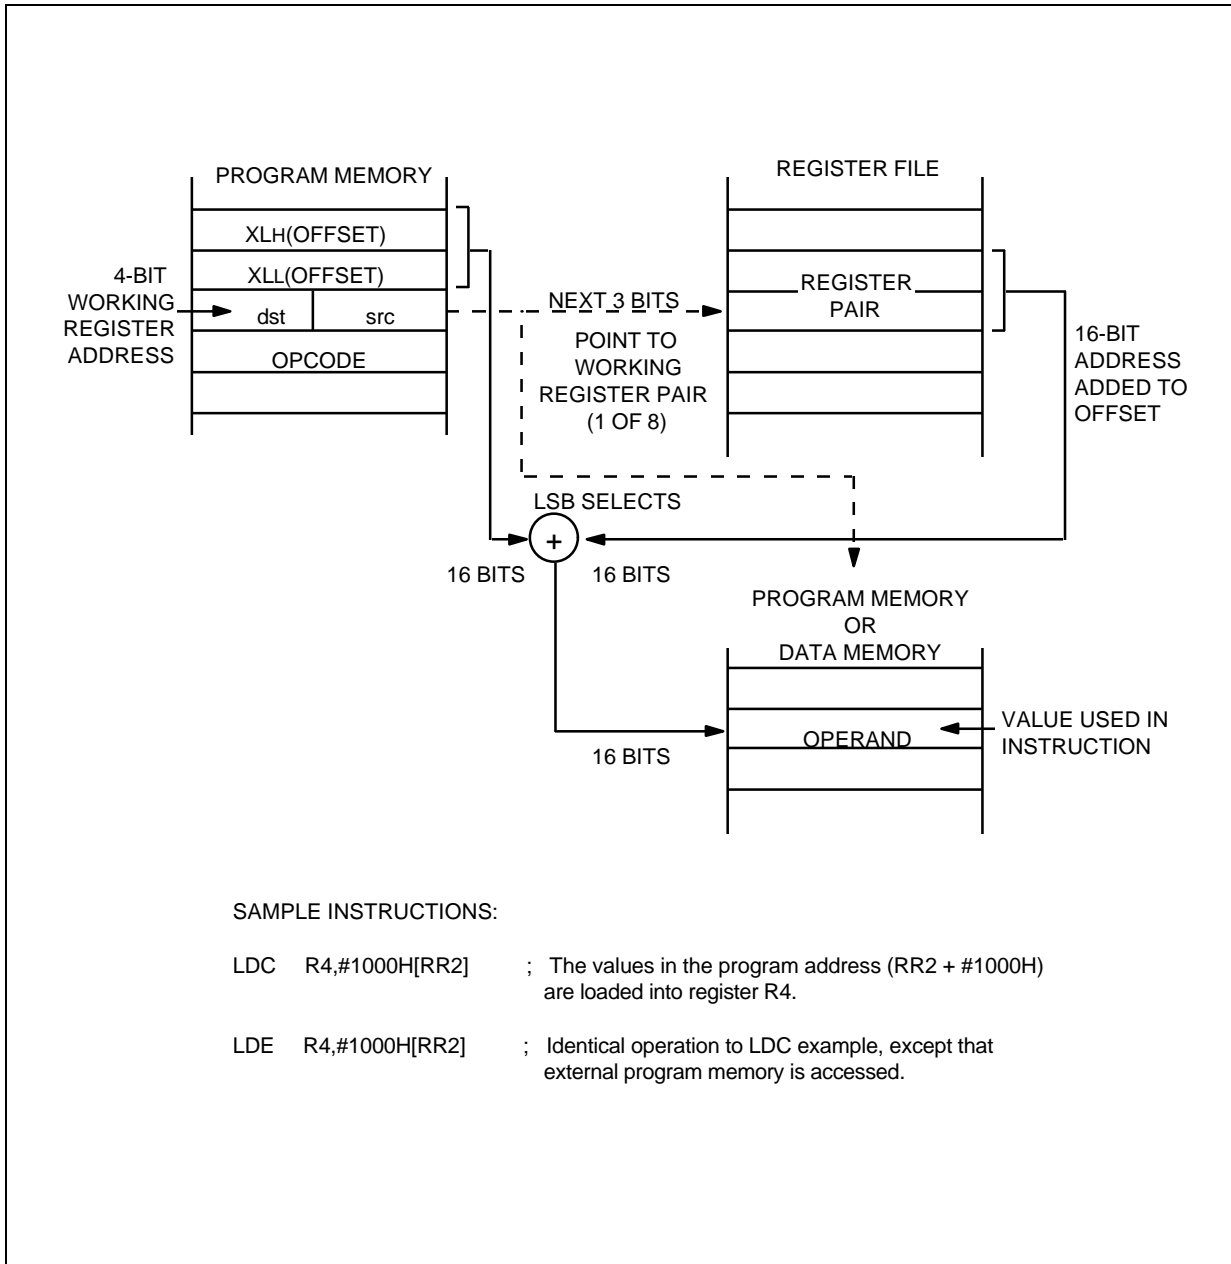 PROGRAM MEMORY
XLH(OFFSET)
XLL(OFFSET)
4-BIT
WORKING
REGISTER
ADDRESS
dst src
OPCODE
NEXT 3 BITS
POINT TO
WORKING
REGISTER PAIR
(1 OF 8)
REGISTER FILE
REGISTER
PAIR
16-BIT
ADDRESS
ADDED TO
OFFSET
LSB SELECTS
+
16 BITS
16 BITS
PROGRAM MEMORY
OR
DATA MEMORY
OPERAND
16 BITS
VALUE USED IN
INSTRUCTION
SAMPLE INSTRUCTIONS:
LDC R4,#1000H[RR2] ; The values in the program address (RR2 + #1000H)
are loaded into register R4.
LDE R4,#1000H[RR2] ; Identical operation to LDC example, except that
external program memory is accessed.